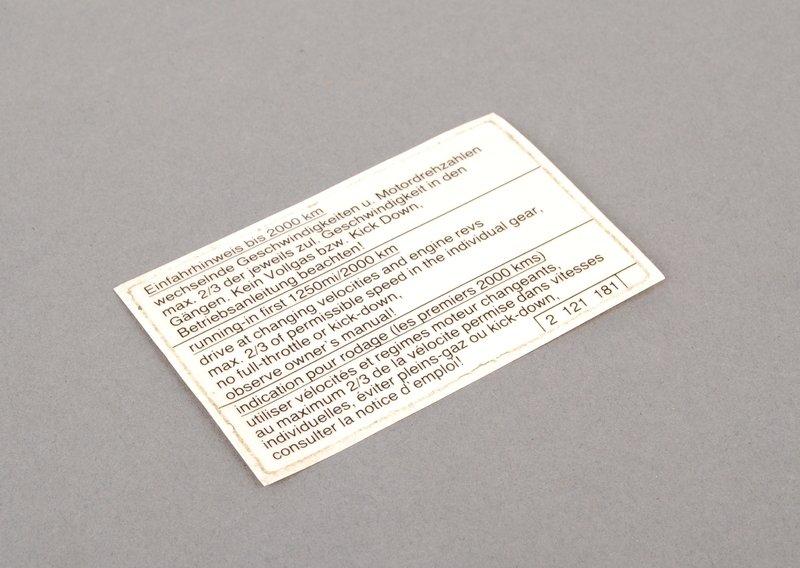 Einfahrhinweis bis 2000 km
wechselnde Geschwindigkeiten u. Motordrehzahlen
max. 2/3 der jeweils zul. Geschwindigkeit in den
Gängen. Kein Vollgas bzw. Kick Down,
Betriebsanleitung beachten!
running-in first 1250mi/2000 km
drive at changing velocities and engine revs
max. 2/3 of permissible speed in the individual gear,
no full-throttle or kick-down,
observe owner's manual!
indication pour rodage (les premiers 2000 kms)
utiliser vélocités et regimes moteur changeants,
au maximum 2/3 de la vélocite permise dans vitesses
individuelles, éviter pleins-gaz ou kick-down,
consulter la notice d'emploi!
2 121 181